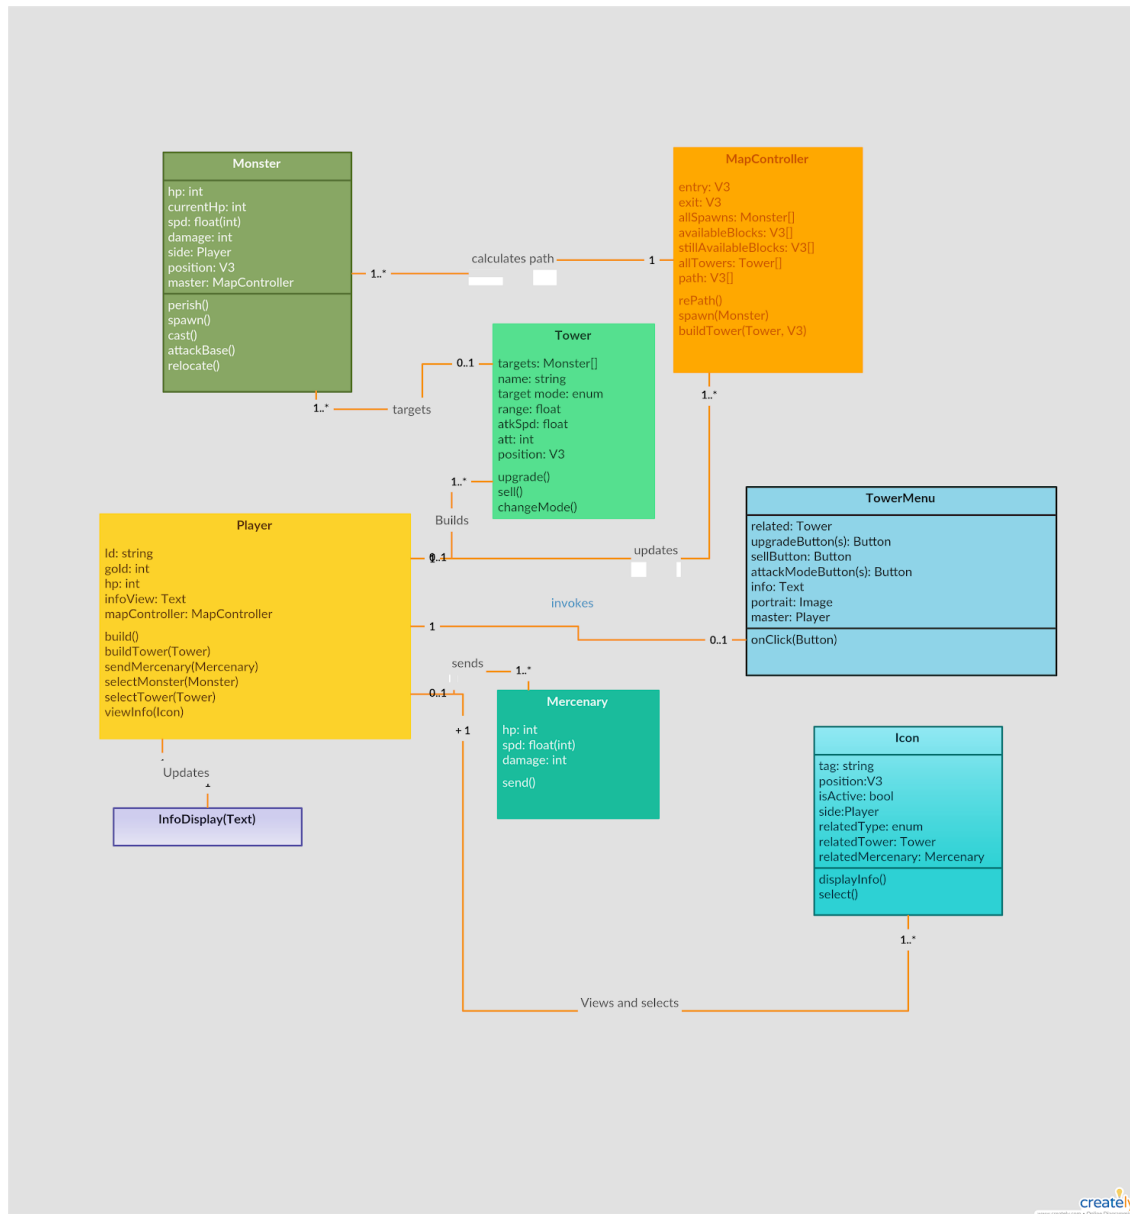 Monster
hp: int
currentHp: int
spd: float(int)
damage: int
side: Player
position: V3
master: MapController
perish()
spawn()
cast()
attackBase()
relocate()
MapController
entry: V3
exit: V3
allSpawns: Monster[]
availableBlocks: V3[]
stillAvailableBlocks: V3[]
allTowers: Tower[]
path: V3[]
rePath()
spawn(Monster)
buildTower(Tower, V3)
1..*
calculates path
1
Tower
targets: Monster[]
name: string
target mode: enum
range: float
atkSpd: float
att: int
position: V3
upgrade()
sell()
changeMode()
0..1
1..*
targets
1..*
1..*
Builds
updates
0..1
Player
Id: string
gold: int
hp: int
infoView: Text
mapController: MapController
build()
buildTower(Tower)
sendMercenary(Mercenary)
selectMonster(Monster)
selectTower(Tower)
viewInfo(Icon)
TowerMenu
related: Tower
upgradeButton(s): Button
sellButton: Button
attackModeButton(s): Button
info: Text
portrait: Image
master: Player
onClick(Button)
invokes
1
0..1
sends
1..*
0..1
+ 1
Mercenary
hp: int
spd: float(int)
damage: int
send()
Updates
InfoDisplay(Text)
Icon
tag: string
position:V3
isActive: bool
side:Player
relatedType: enum
relatedTower: Tower
relatedMercenary: Mercenary
displayInfo()
select()
1..*
Views and selects